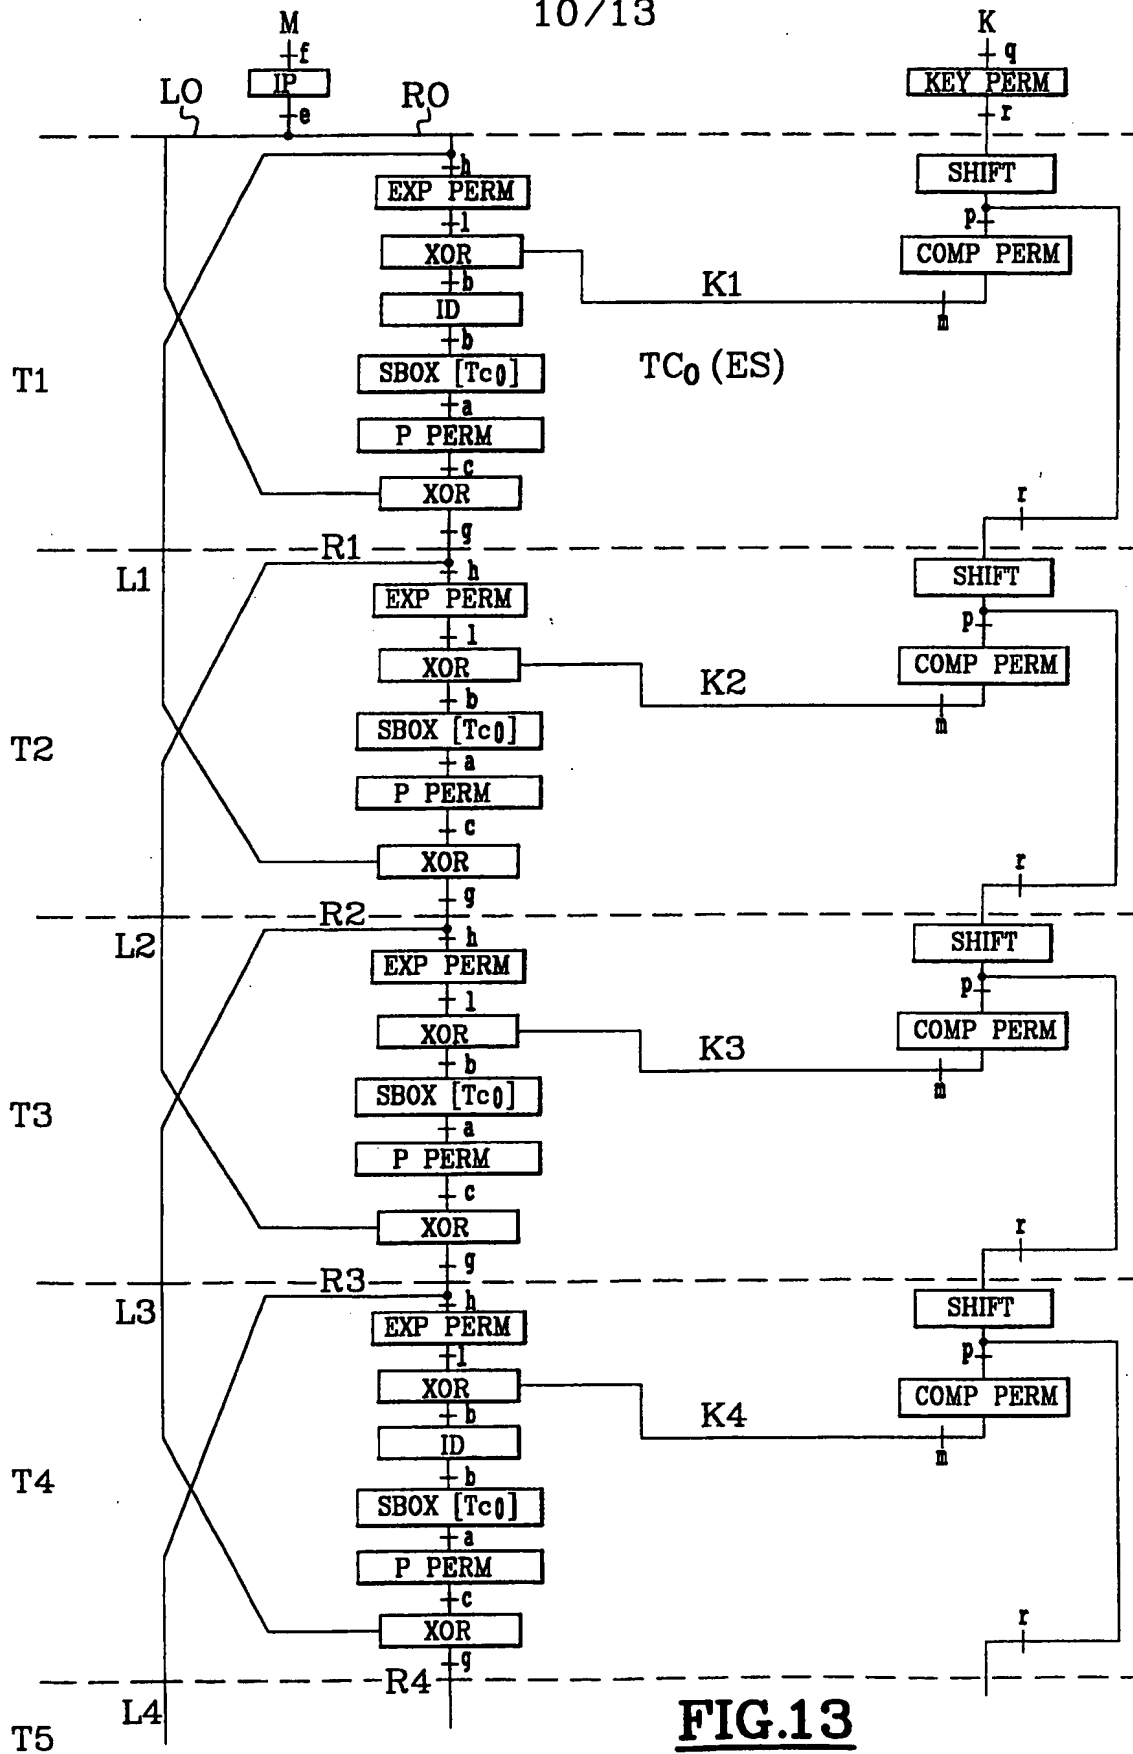 10/13
M K
f q
IP KEY PERM
L0 R0
e r
h
EXP PERM SHIFT
l p
XOR COMP PERM
b K1
ID m
b
T1 SBOX [Tc0] TC0 (ES)
a
P PERM
c
XOR r
g
R1
L1 h SHIFT
EXP PERM p
l
XOR COMP PERM
b K2
T2 SBOX [Tc0] m
a
P PERM
c
XOR r
g
R2
L2 h SHIFT
EXP PERM p
l
XOR COMP PERM
b K3
T3 SBOX [Tc0] m
a
P PERM
c
XOR r
g
R3
L3 h SHIFT
EXP PERM
l p
XOR COMP PERM
b K4
ID m
T4 b
SBOX [Tc0]
a
P PERM
c
XOR r
g
R4
L4
T5 FIG.13